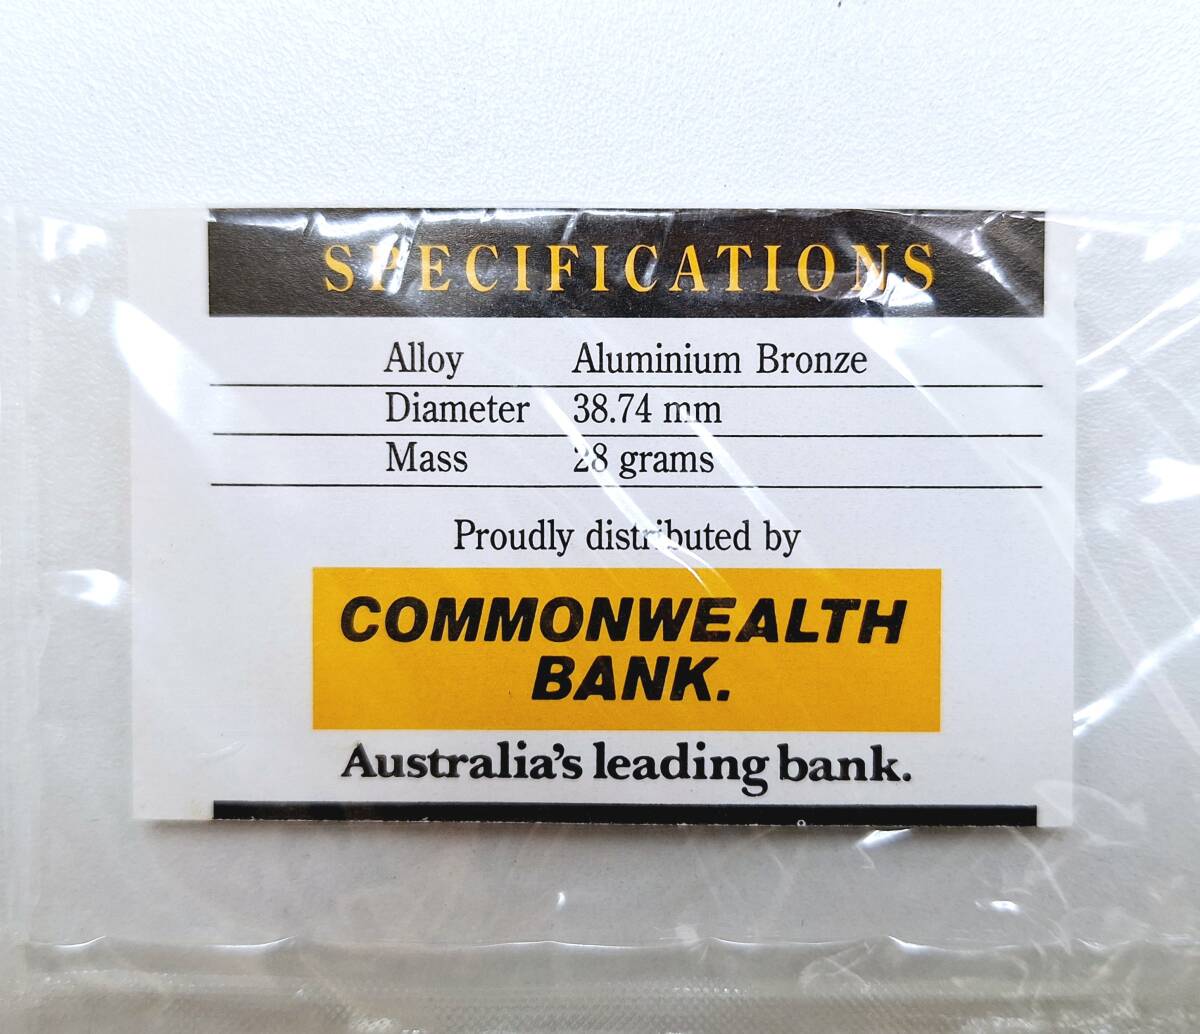 SPECIFICATIONS
Alloy Aluminium Bronze
Diameter 38.74 mm
Mass 28 grams
Proudly distributed by
COMMONWEALTH
BANK.
Australia's leading bank.